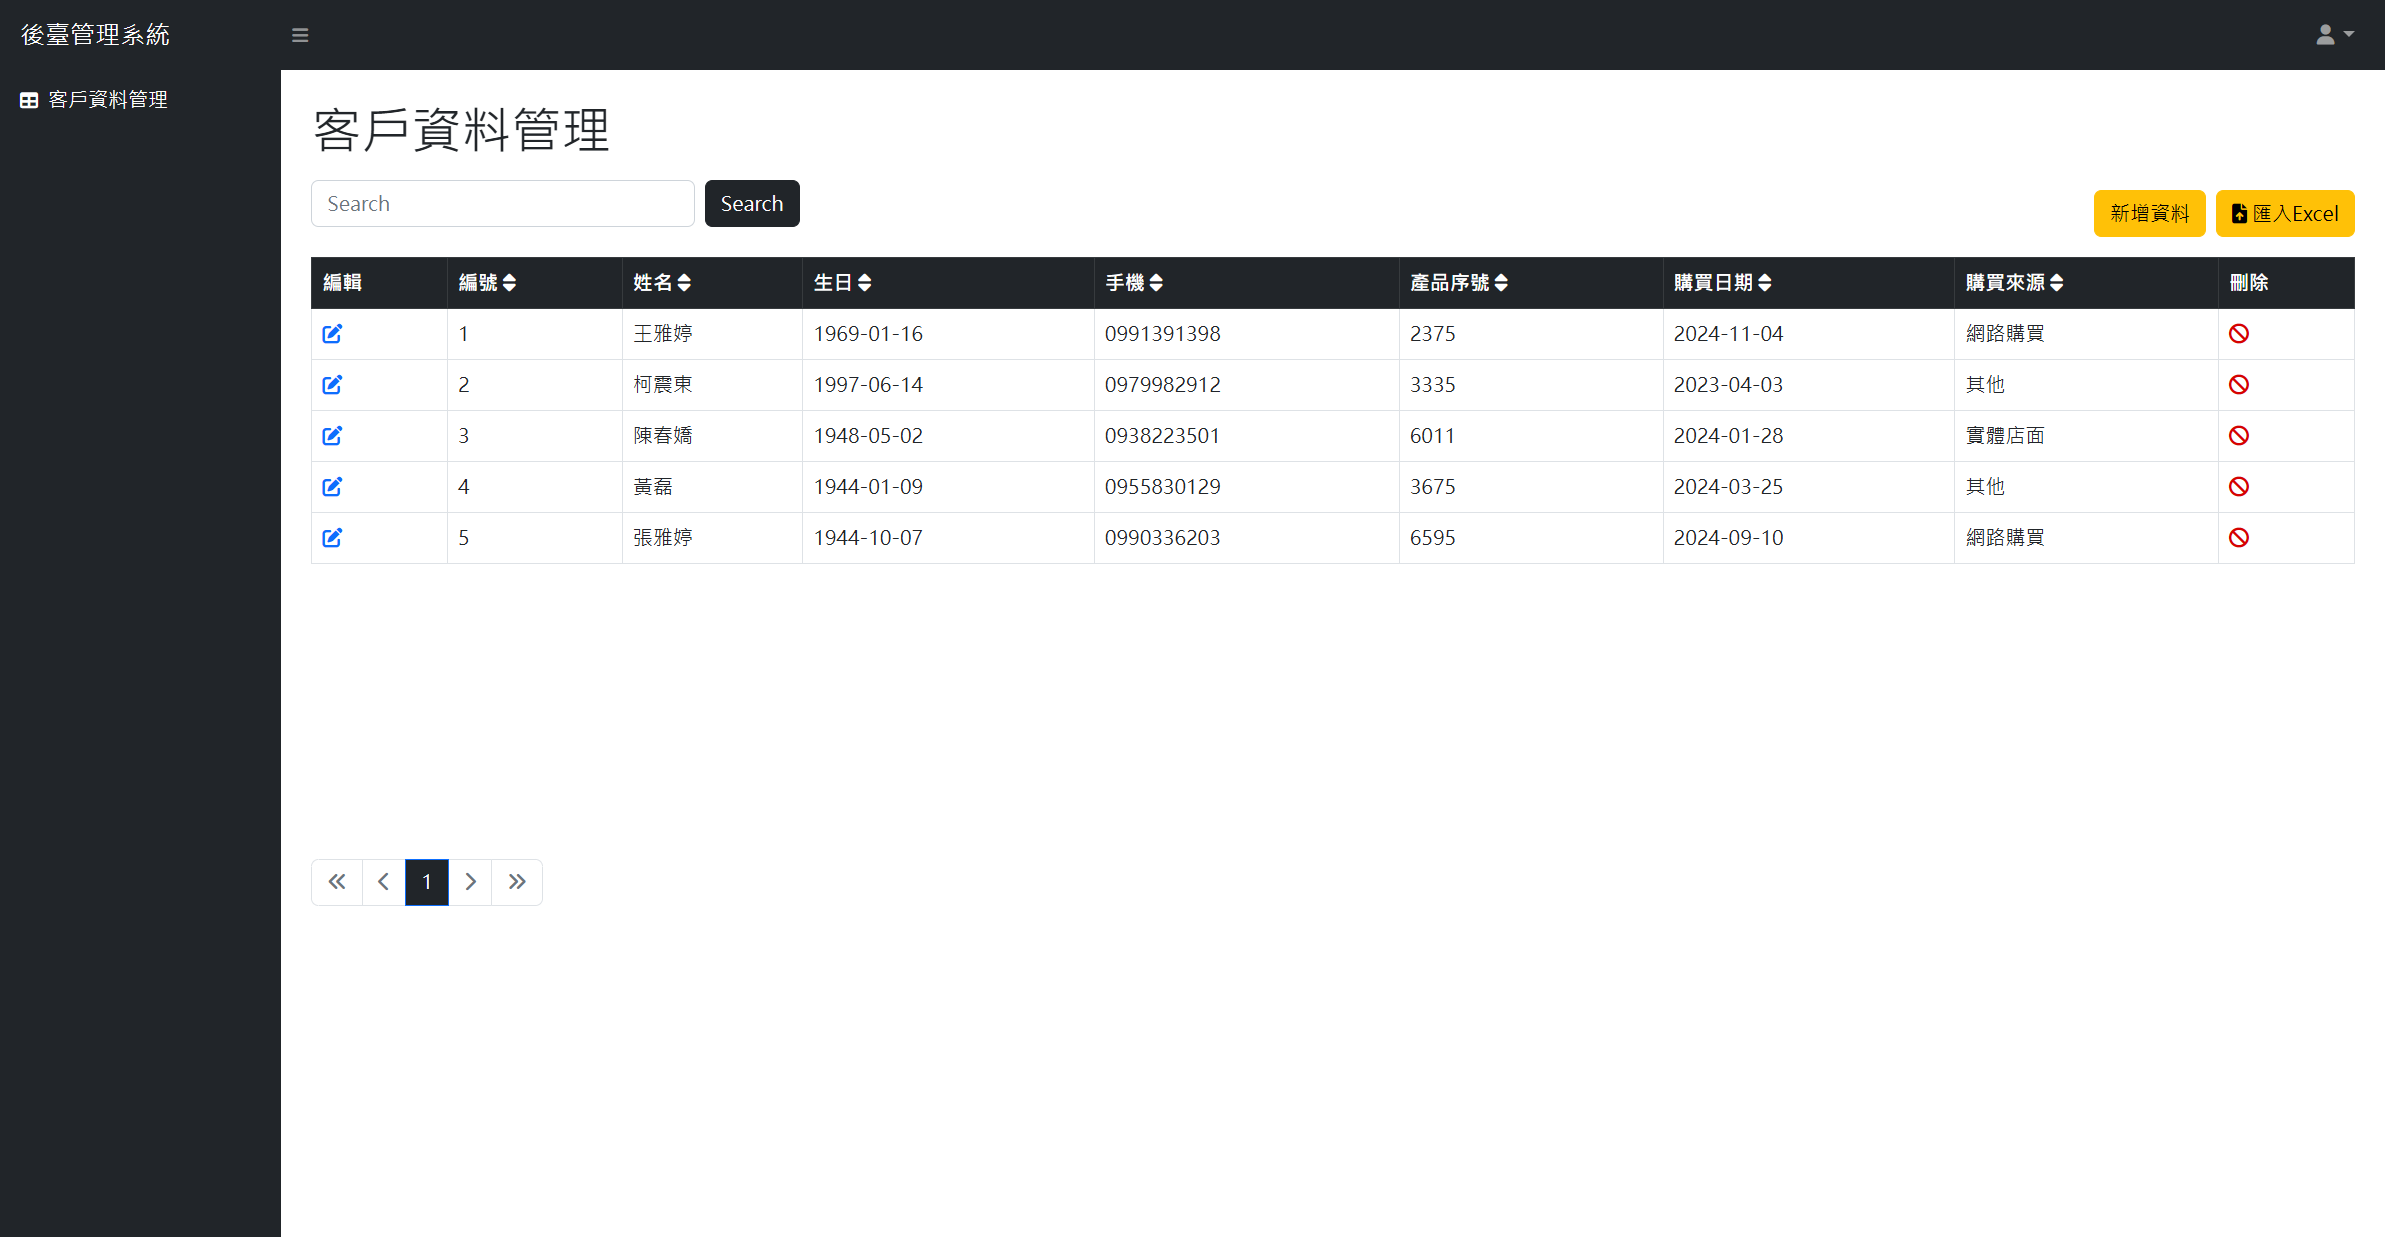 後臺管理系統
客戶資料管理
客戶資料管理
Search Search 新增資料 匯入Excel
編輯 編號 姓名 生日 手機 產品序號 購買日期 購買來源 刪除
1 王雅婷 1969-01-16 0991391398 2375 2024-11-04 網路購買
2 柯震東 1997-06-14 0979982912 3335 2023-04-03 其他
3 陳春嬌 1948-05-02 0938223501 6011 2024-01-28 實體店面
4 黃磊 1944-01-09 0955830129 3675 2024-03-25 其他
5 張雅婷 1944-10-07 0990336203 6595 2024-09-10 網路購買
1